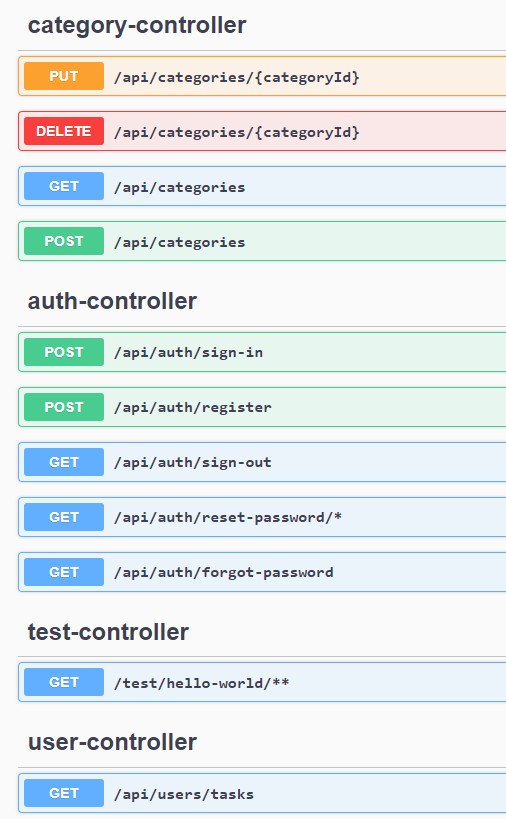 category-controller
PUT /api/categories/{categoryId}
DELETE /api/categories/{categoryId}
GET /api/categories
POST /api/categories
auth-controller
POST /api/auth/sign-in
POST /api/auth/register
GET /api/auth/sign-out
GET /api/auth/reset-password/*
GET /api/auth/forgot-password
test-controller
GET /test/hello-world/**
user-controller
GET /api/users/tasks